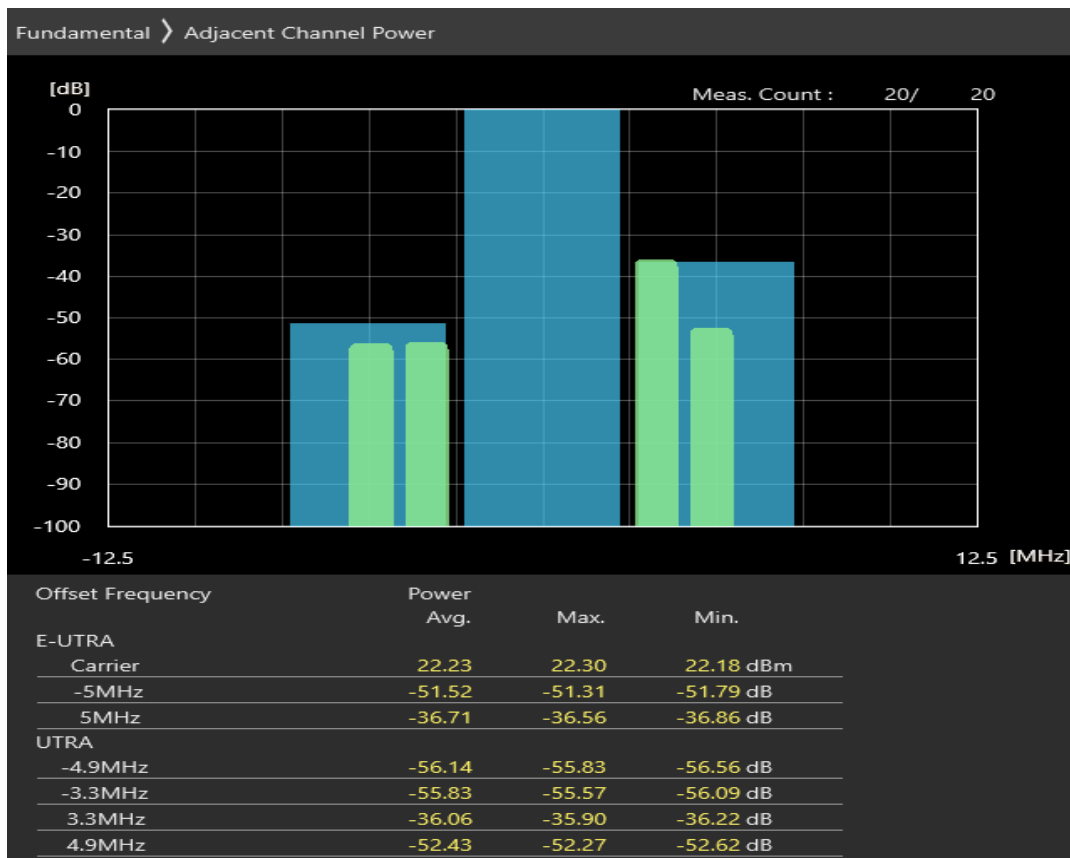 Fundamental 〉 Adjacent Channel Power
[dB]
Meas. Count : 20/ 20
0
-10
-20
-30
-40
-50
-60
-70
-80
-90
-100
-12.5 12.5 [MHz]
Offset Frequency Power
Avg. Max. Min.
E-UTRA
Carrier 22.23 22.30 22.18 dBm
-5MHz -51.52 -51.31 -51.79 dB
5MHz -36.71 -36.56 -36.86 dB
UTRA
-4.9MHz -56.14 -55.83 -56.56 dB
-3.3MHz -55.83 -55.57 -56.09 dB
3.3MHz -36.06 -35.90 -36.22 dB
4.9MHz -52.43 -52.27 -52.62 dB